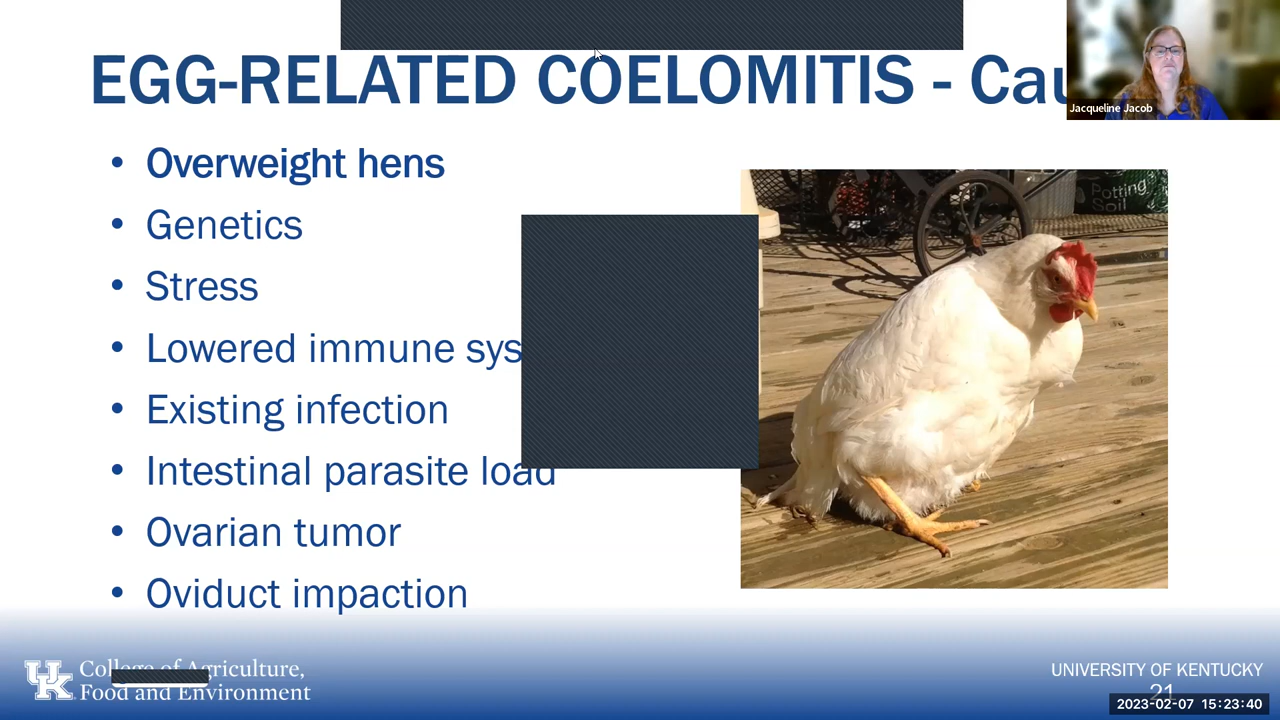 EGG-RELATED COELOMITIS - Cau
Jacqueline Jacob
• Overweight hens
• Genetics
• Stress
• Lowered immune sys
• Existing infection
• Intestinal parasite load
• Ovarian tumor
• Oviduct impaction
Potting
Soil
UK
College of Agriculture,
Food and Environment
UNIVERSITY OF KENTUCKY
21
2023-02-07 15:23:40